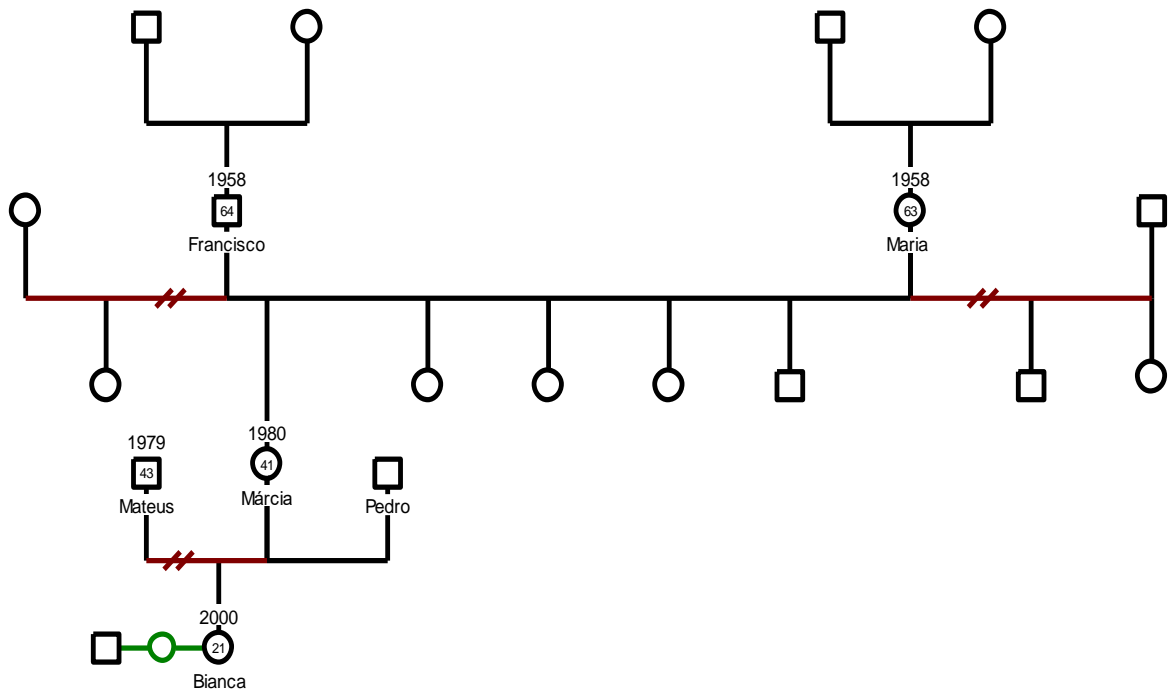 1958
1958
64
63
Francisco
Maria
1980
1979
41
43
Márcia
Mateus
Pedro
2000
21
Bianca